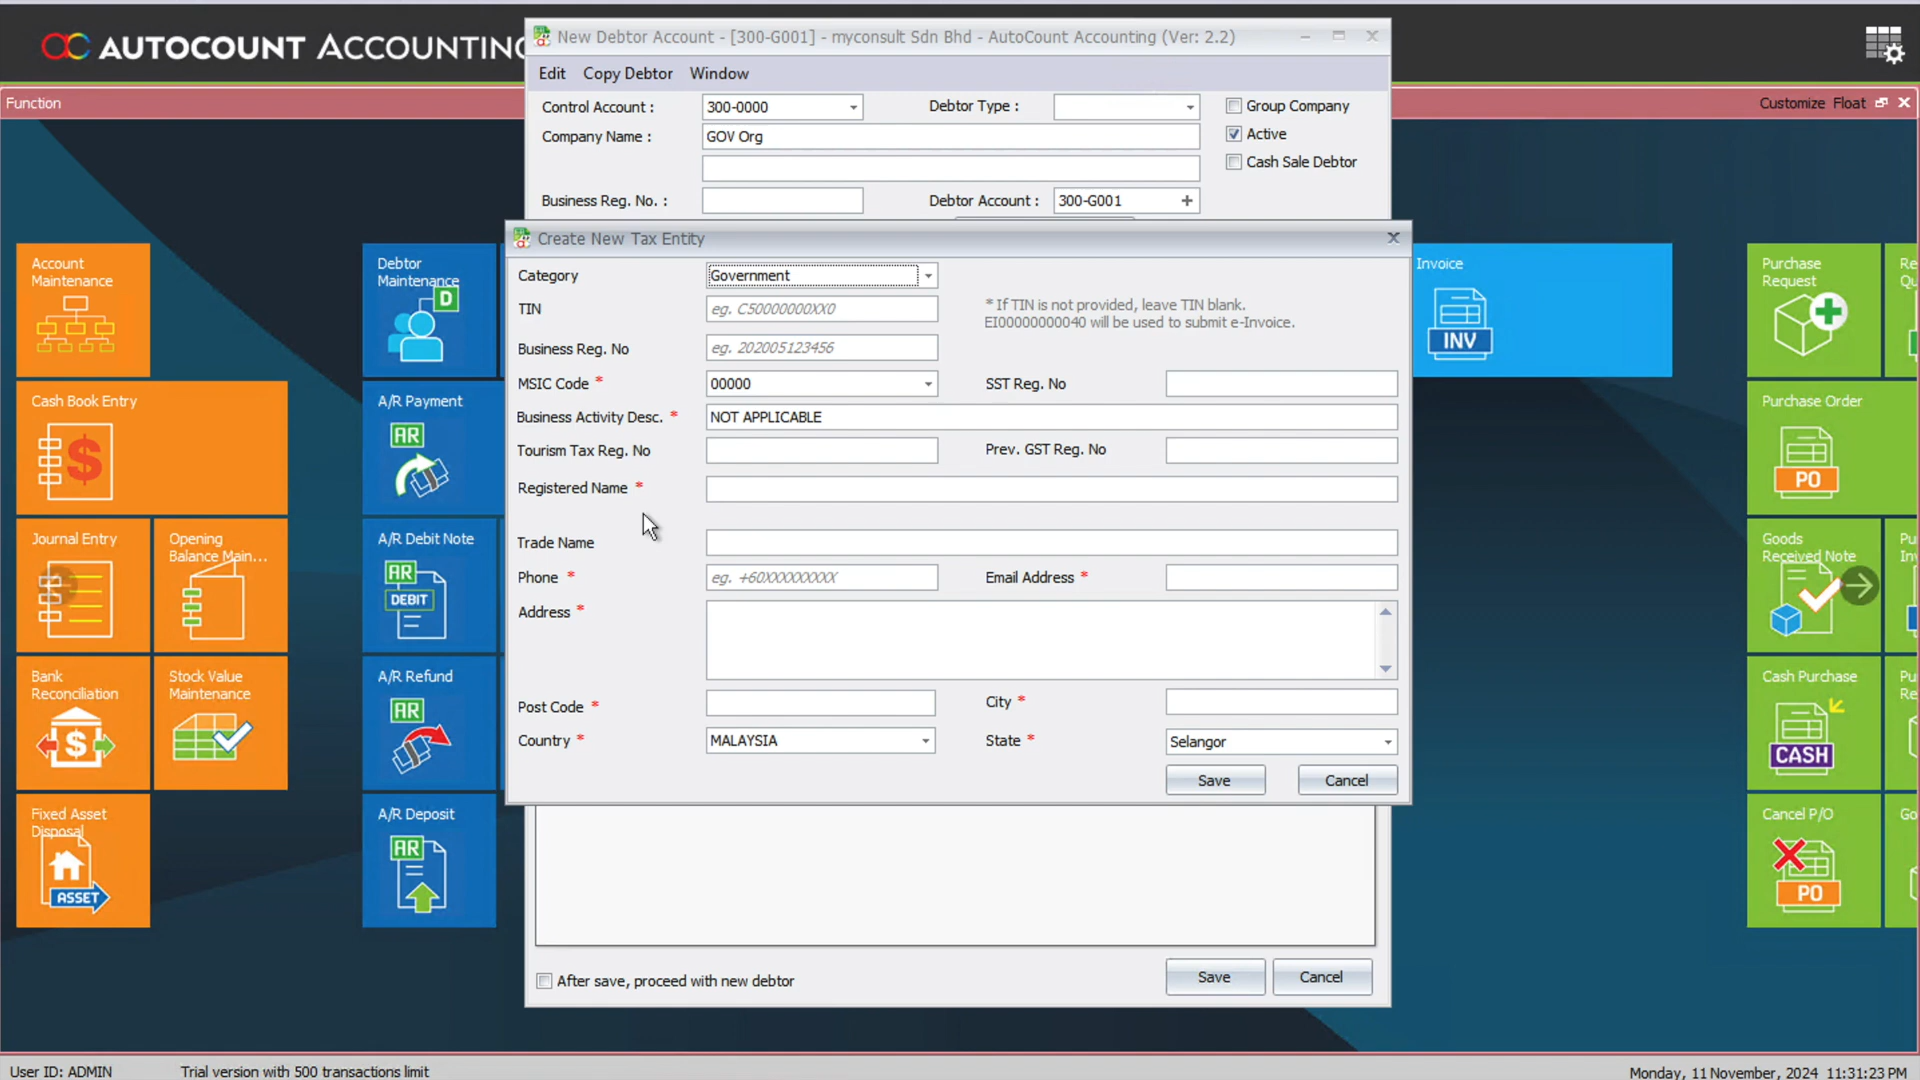 AUTOCOUNT ACCOUNTING
New Debtor Account - [300-G001] - myconsult Sdn Bhd - AutoCount Accounting (Ver: 2.2)
Edit Copy Debtor Window
Function
Customize Float
Control Account : 300-0000 Debtor Type : Group Company
Company Name : GOV Org Active
Cash Sale Debtor
Business Reg. No. : Debtor Account : 300-G001
Create New Tax Entity
Category Government
TIN eg. C50000000XX0 * If TIN is not provided, leave TIN blank.
EI00000000040 will be used to submit e-Invoice.
Business Reg. No eg. 202005123456
MSIC Code * 00000 SST Reg. No
Business Activity Desc. * NOT APPLICABLE
Tourism Tax Reg. No Prev. GST Reg. No
Registered Name *
Trade Name
Phone * eg. +60XXXXXXXX Email Address *
Address *
Post Code * City *
Country * MALAYSIA State * Selangor
Save Cancel
After save, proceed with new debtor Save Cancel
Account
Maintenance
Cash Book Entry
Journal Entry
Opening
Balance Main...
Bank
Reconciliation
Stock Value
Maintenance
Fixed Asset
Disposal
ASSET
Debtor
Maintenance
D
A/R Payment
AR
A/R Debit Note
AR
DEBIT
A/R Refund
AR
A/R Deposit
AR
Invoice
INV
Purchase
Request
Purchase Order
PO
Goods
Received Note
Cash Purchase
CASH
Cancel P/O
PO
Re
Qu
Pu
Inv
Pu
Re
Go
User ID: ADMIN Trial version with 500 transactions limit Monday, 11 November, 2024 11:31:23 PM